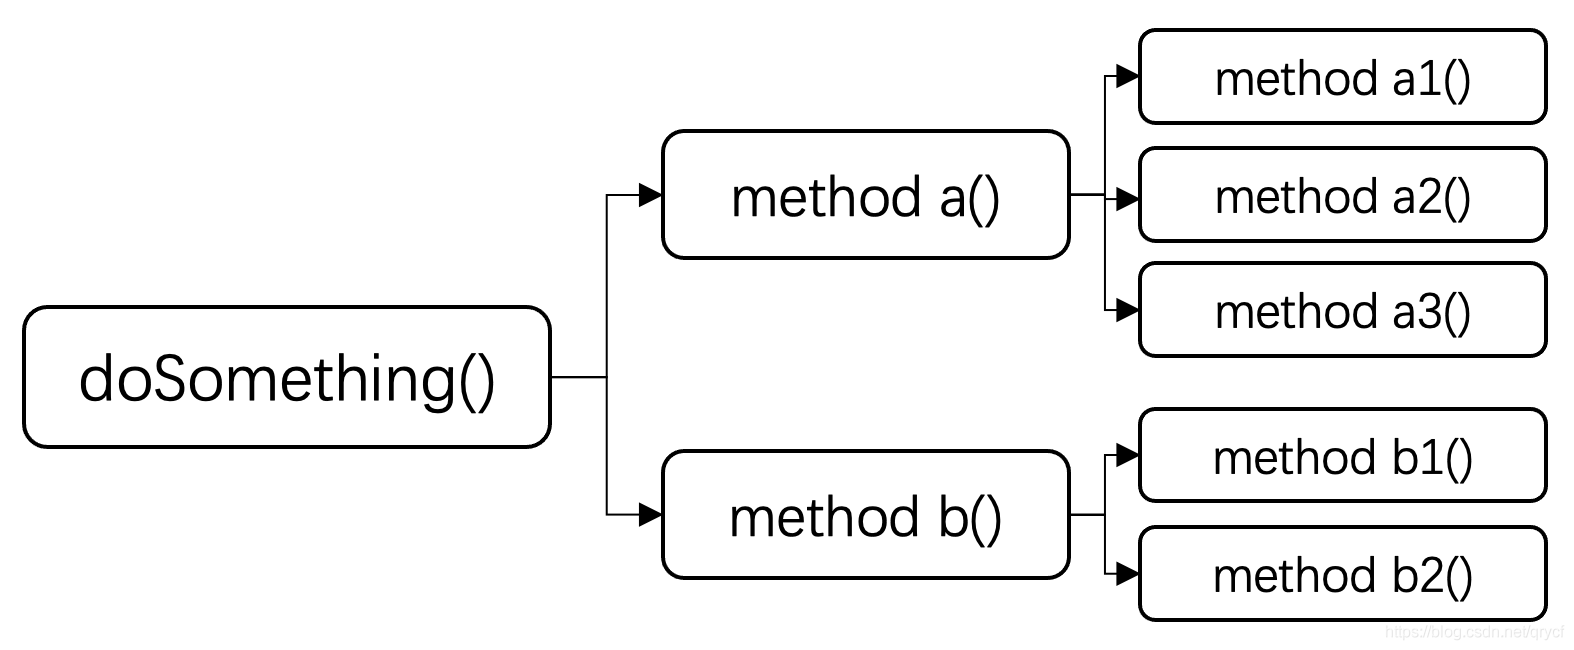 doSomething()
method a()
method a1()
method a2()
method a3()
method b()
method b1()
method b2()
https://blog.csdn.net/qrycf